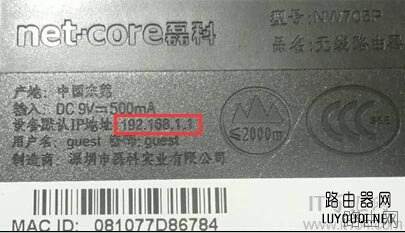 net-core磊科
型号: NW705P
品名: 无线路由器
产地: 中国东莞
输入: DC 9V⎓500mA
设备默认IP地址: 192.168.1.1
≤2000m
用户名: guest 密码: guest
制造商: 深圳市磊科实业有限公司
MAC ID: 081077D86784
路由器网
LUYOUQI.NET